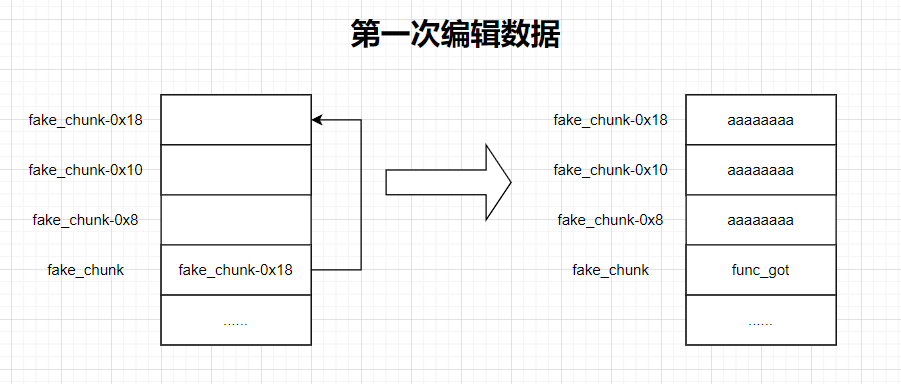 第一次编辑数据
fake_chunk-0x18
fake_chunk-0x10
fake_chunk-0x8
fake_chunk
fake_chunk-0x18
......
fake_chunk-0x18
aaaaaaaa
fake_chunk-0x10
aaaaaaaa
fake_chunk-0x8
aaaaaaaa
fake_chunk
func_got
......